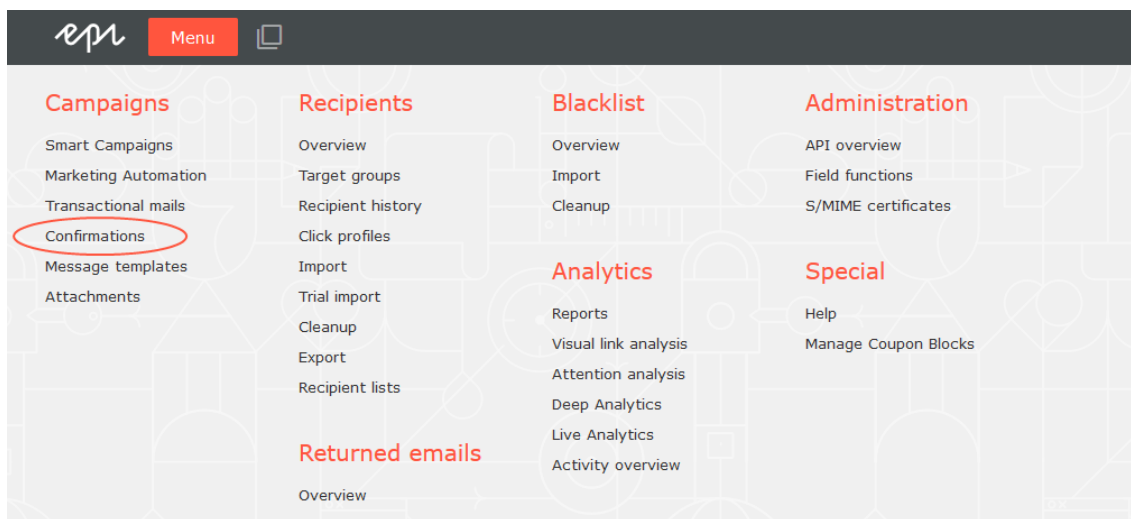 epi
Menu
Campaigns
Smart Campaigns
Marketing Automation
Transactional mails
Confirmations
Message templates
Attachments
Recipients
Overview
Target groups
Recipient history
Click profiles
Import
Trial import
Cleanup
Export
Recipient lists
Returned emails
Overview
Blacklist
Overview
Import
Cleanup
Analytics
Reports
Visual link analysis
Attention analysis
Deep Analytics
Live Analytics
Activity overview
Administration
API overview
Field functions
S/MIME certificates
Special
Help
Manage Coupon Blocks